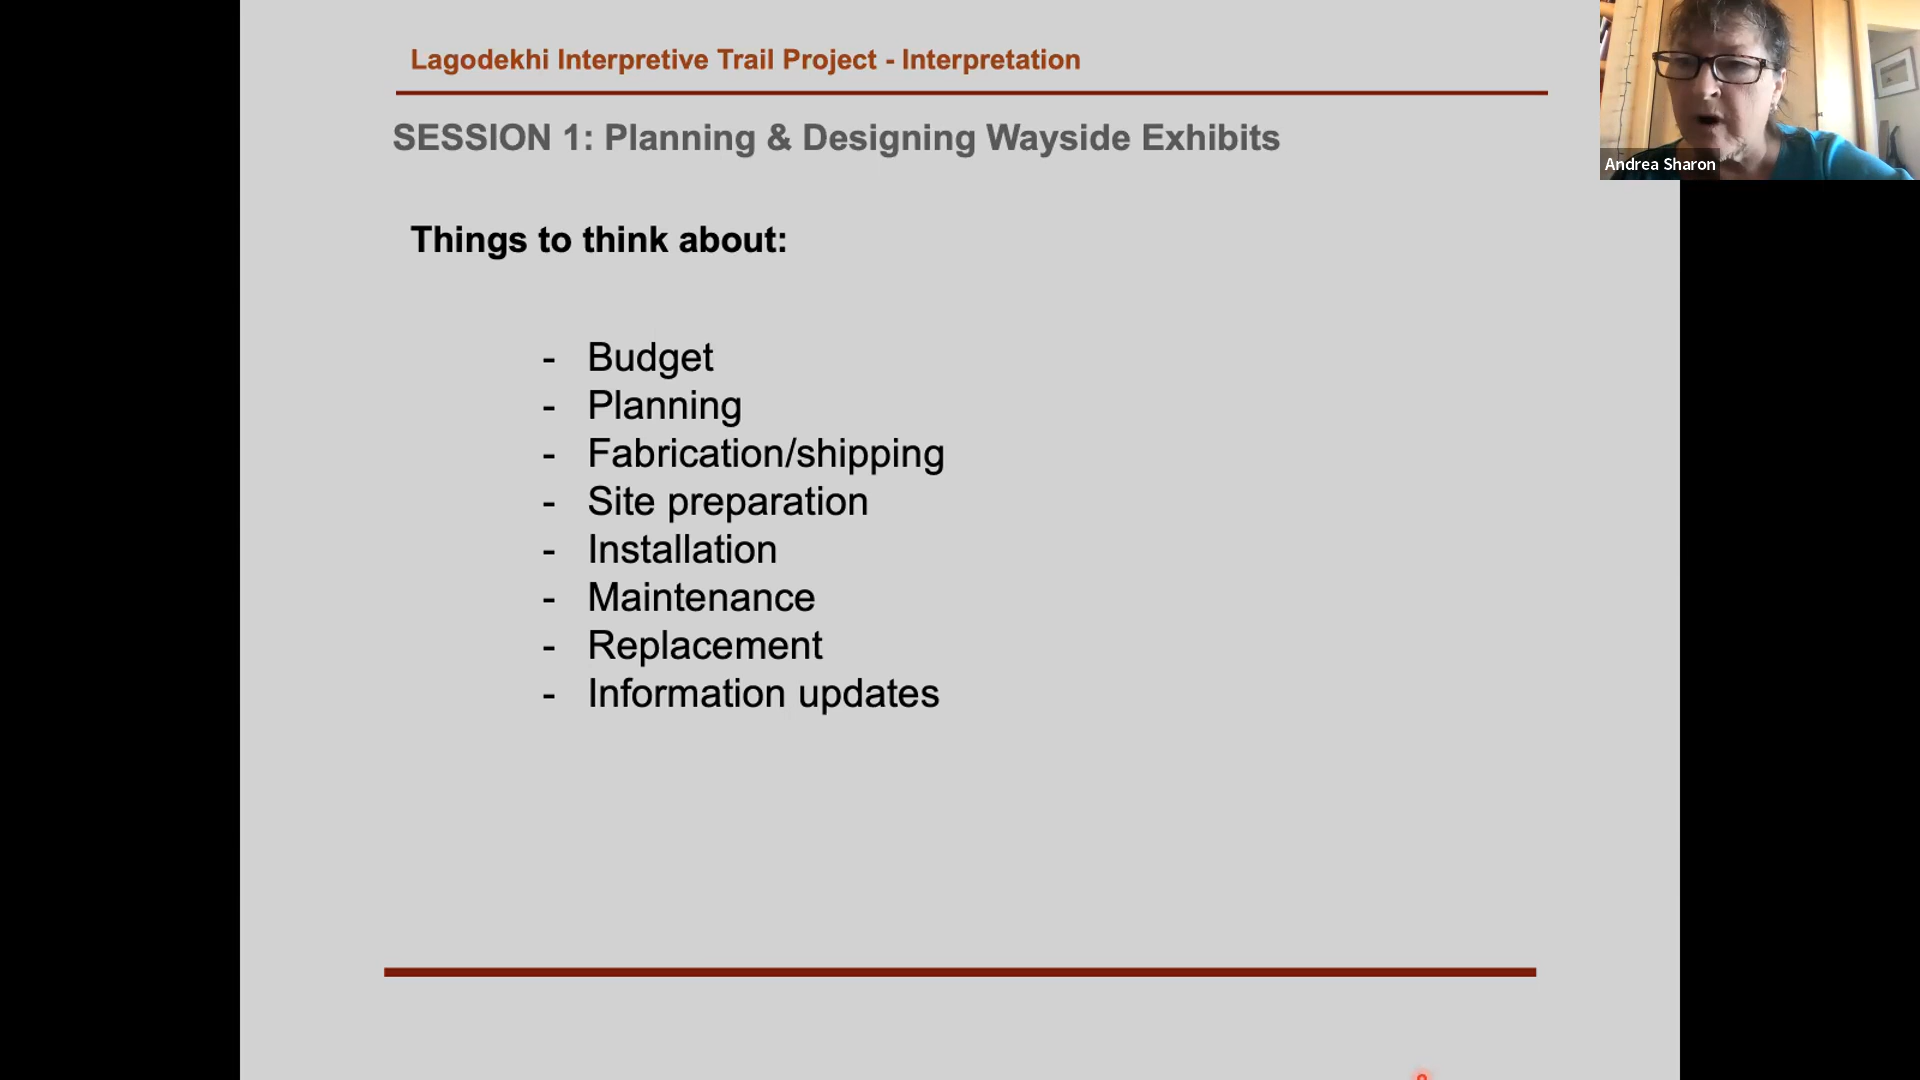 Lagodekhi Interpretive Trail Project - Interpretation
SESSION 1: Planning & Designing Wayside Exhibits
Andrea Sharon
Things to think about:
- Budget
- Planning
- Fabrication/shipping
- Site preparation
- Installation
- Maintenance
- Replacement
- Information updates